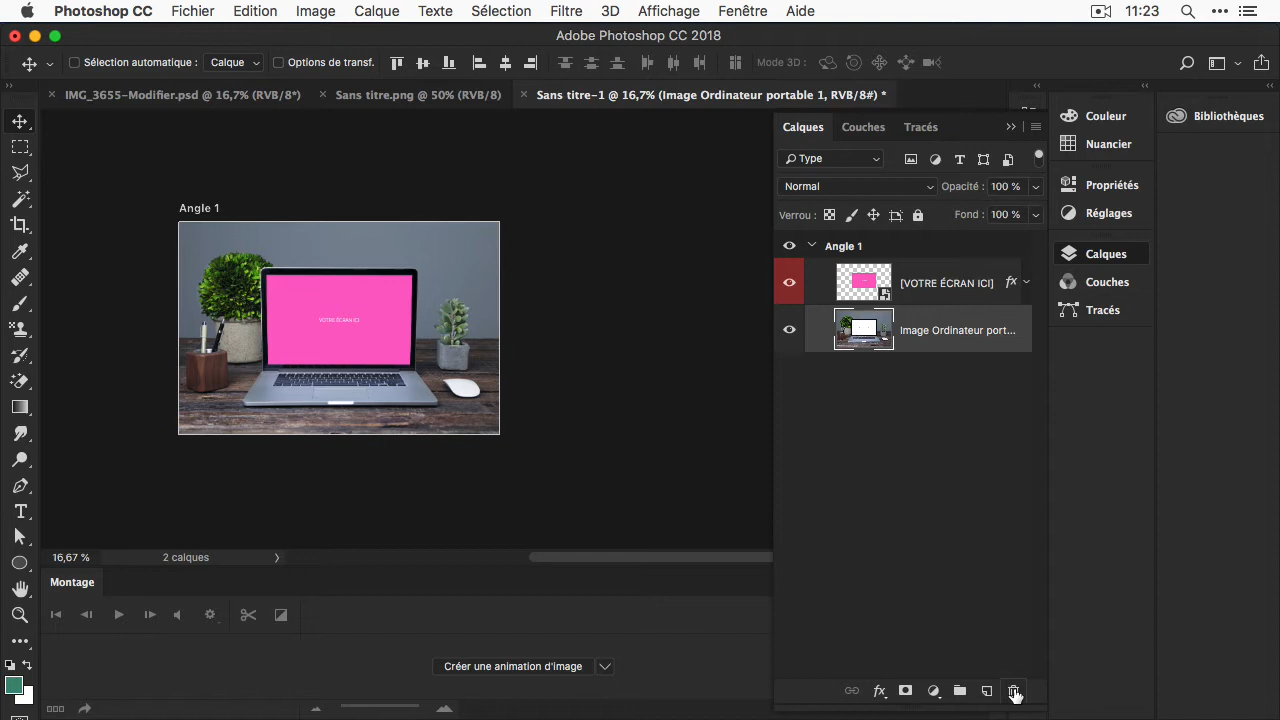 Photoshop CC Fichier Edition Image Calque Texte Sélection Filtre 3D Affichage Fenêtre Aide 11:23
Adobe Photoshop CC 2018
Sélection automatique : Calque Options de transf. Mode 3D :
IMG_3655-Modifier.psd @ 16,7% (RVB/8*) Sans titre.png @ 50% (RVB/8) Sans titre-1 @ 16,7% (Image Ordinateur portable 1, RVB/8#) *
Calques Couches Tracés
Type
Normal Opacité : 100 %
Verrou : Fond : 100 %
Angle 1
[VOTRE ÉCRAN ICI] fx
Image Ordinateur port...
Couleur
Nuancier
Propriétés
Réglages
Calques
Couches
Tracés
Bibliothèques
Angle 1
VOTRE ÉCRAN ICI
16,67 % 2 calques
Montage
Créer une animation d'image
fx